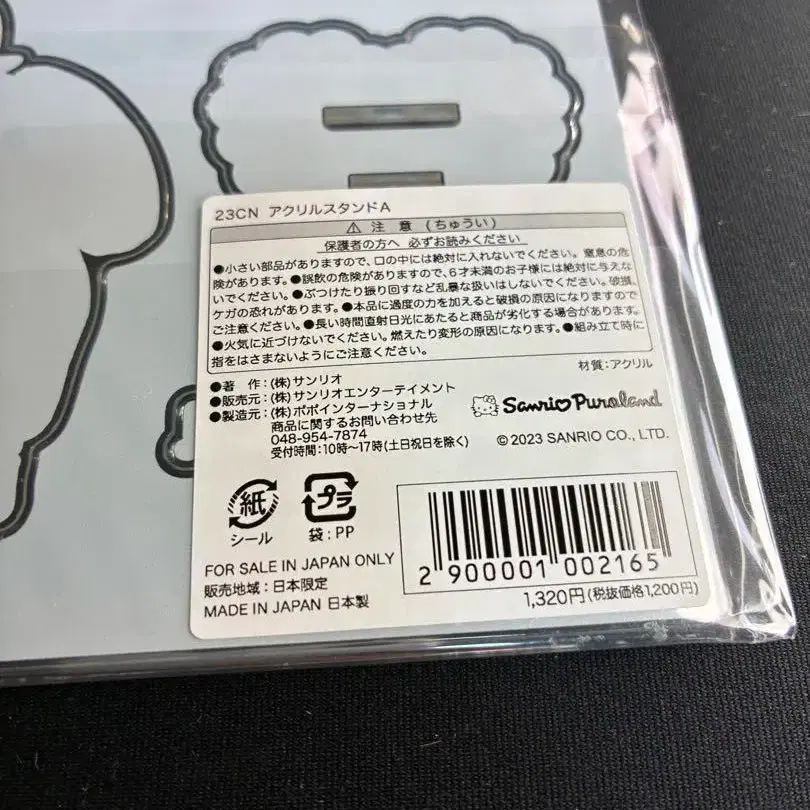 23CN アクリルスタンドA
⚠ 注 意 (ちゅうい)
保護者の方へ 必ずお読みください
●小さい部品がありますので、口の中には絶対に入れないでください。窒息の危
険があります。●誤飲の危険がありますので、6才未満のお子様には絶対に与えな
いでください。●ぶつけたり振り回すなど乱暴な扱いはしないでください。破損、
ケガの恐れがあります。●本品に過度の力を加えると破損の原因になりますので
ご注意ください。●長い時間直射日光にあたると商品が劣化する場合があります。
●火気に近づけないでください。燃えたり変形の原因になります。●組み立て時に
指をはさまないようにご注意ください。
材質:アクリル
●著 作:(株)サンリオ
●販売元:(株)サンリオエンターテイメント
●製造元:(株)ポポインターナショナル
商品に関するお問い合わせ先
048-954-7874
受付時間:10時〜17時(土日祝日を除く)
Sanrio Puroland
© 2023 SANRIO CO., LTD.
紙
シール
プラ
袋:PP
FOR SALE IN JAPAN ONLY
販売地域:日本限定
MADE IN JAPAN 日本製
2 900001 002165
1,320円(税抜価格1,200円)